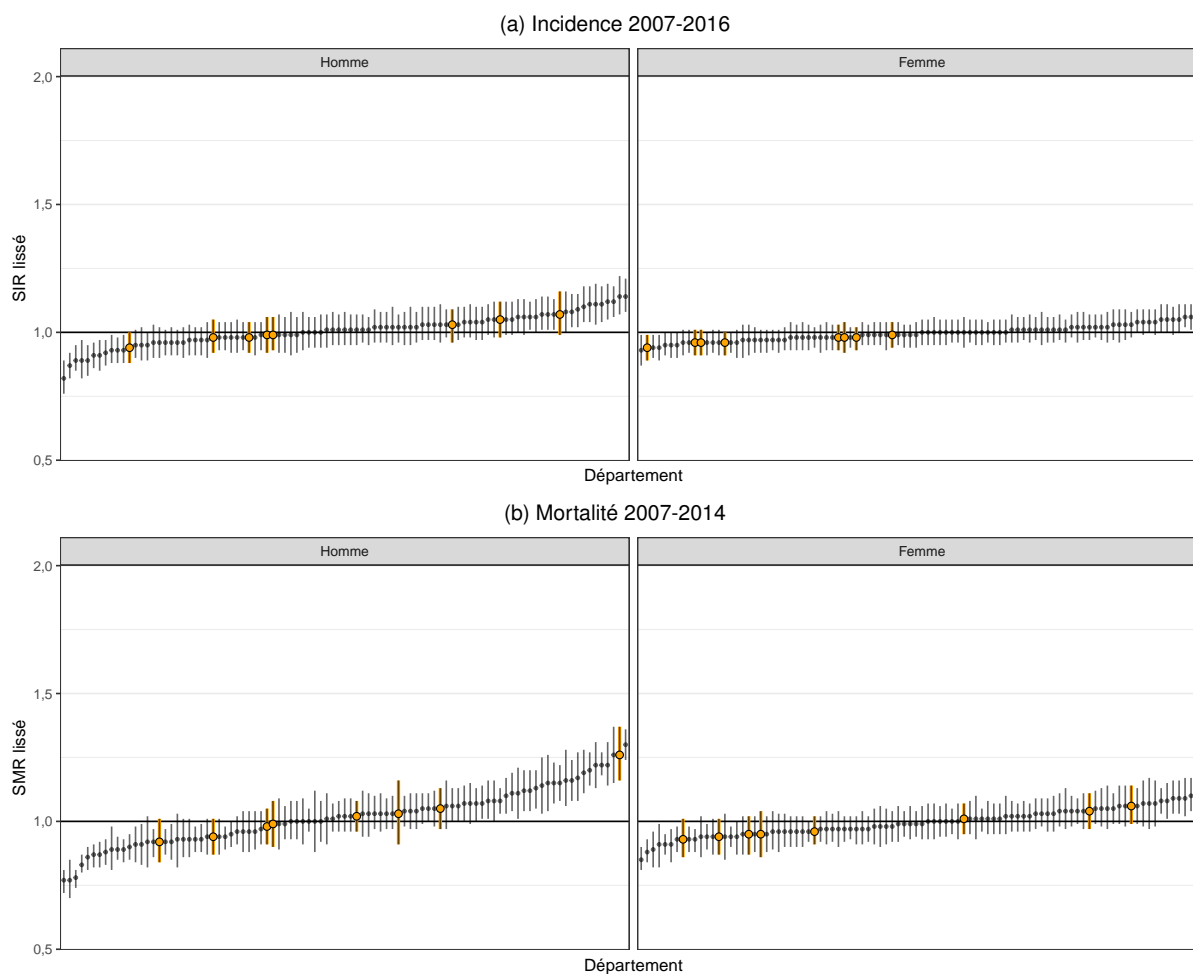 (a) Incidence 2007-2016
Homme
Femme
2,0
1,5
1,0
0,5
SIR lissé
Département
(b) Mortalité 2007-2014
Homme
Femme
2,0
1,5
1,0
0,5
SMR lissé
Département